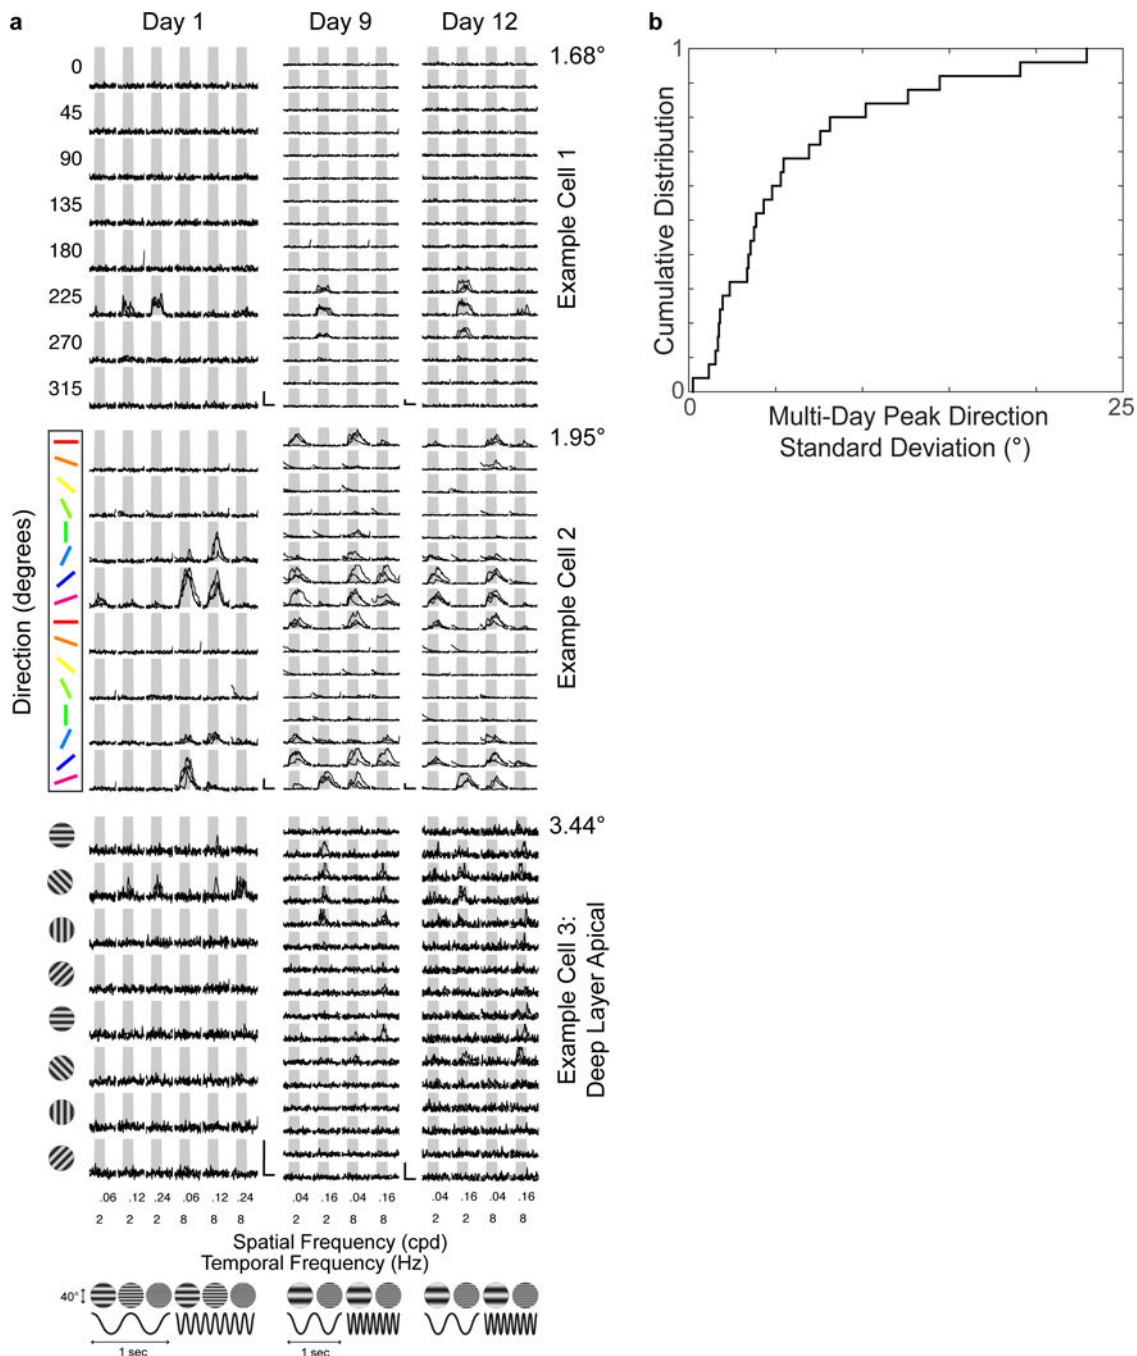 a
Day 1
Day 9
Day 12
b
0
45
90
135
180
225
270
315
1.68°
Example Cell 1
Direction (degrees)
1.95°
Example Cell 2
3.44°
Example Cell 3:
Deep Layer Apical
.06 .12 .24 .06 .12 .24 .04 .16 .04 .16 .04 .16 .04 .16
2 2 2 8 8 8 2 2 8 8 2 2 8 8
Spatial Frequency (cpd)
Temporal Frequency (Hz)
40°
1 sec
1 sec
1
Cumulative Distribution
0
0
25
Multi-Day Peak Direction
Standard Deviation (°)